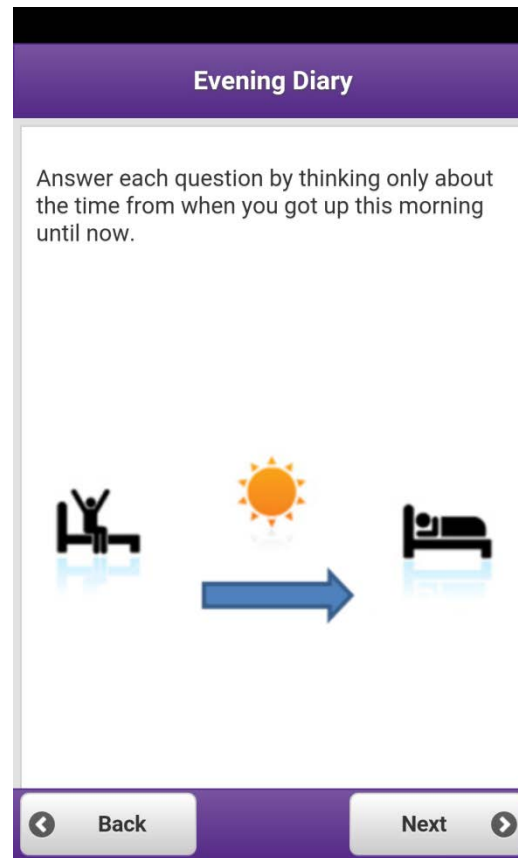 Evening Diary
Answer each question by thinking only about
the time from when you got up this morning
until now.
Back
Next